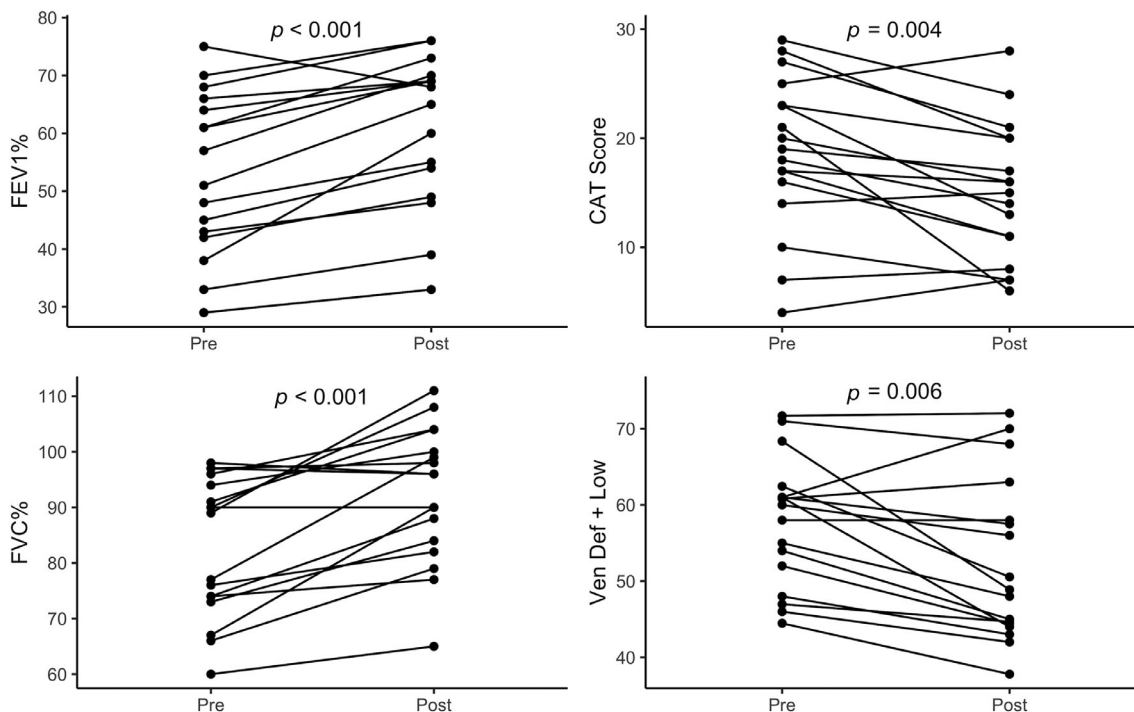 p < 0.001
80
70
60
50
40
30
FEV1%
Pre
Post
p = 0.004
30
20
10
CAT Score
Pre
Post
p < 0.001
110
100
90
80
70
60
FVC%
Pre
Post
p = 0.006
70
60
50
40
Ven Def + Low
Pre
Post